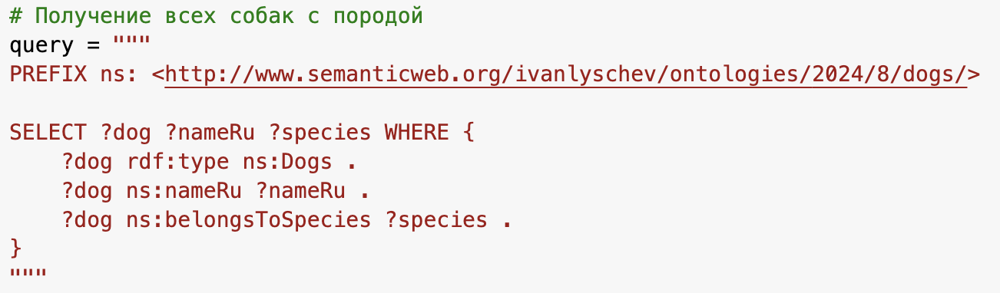 # Получение всех собак с породой
query = """
PREFIX ns: <http://www.semanticweb.org/ivanlyschev/ontologies/2024/8/dogs/>
SELECT ?dog ?nameRu ?species WHERE {
    ?dog rdf:type ns:Dogs .
    ?dog ns:nameRu ?nameRu .
    ?dog ns:belongsToSpecies ?species .
}
"""